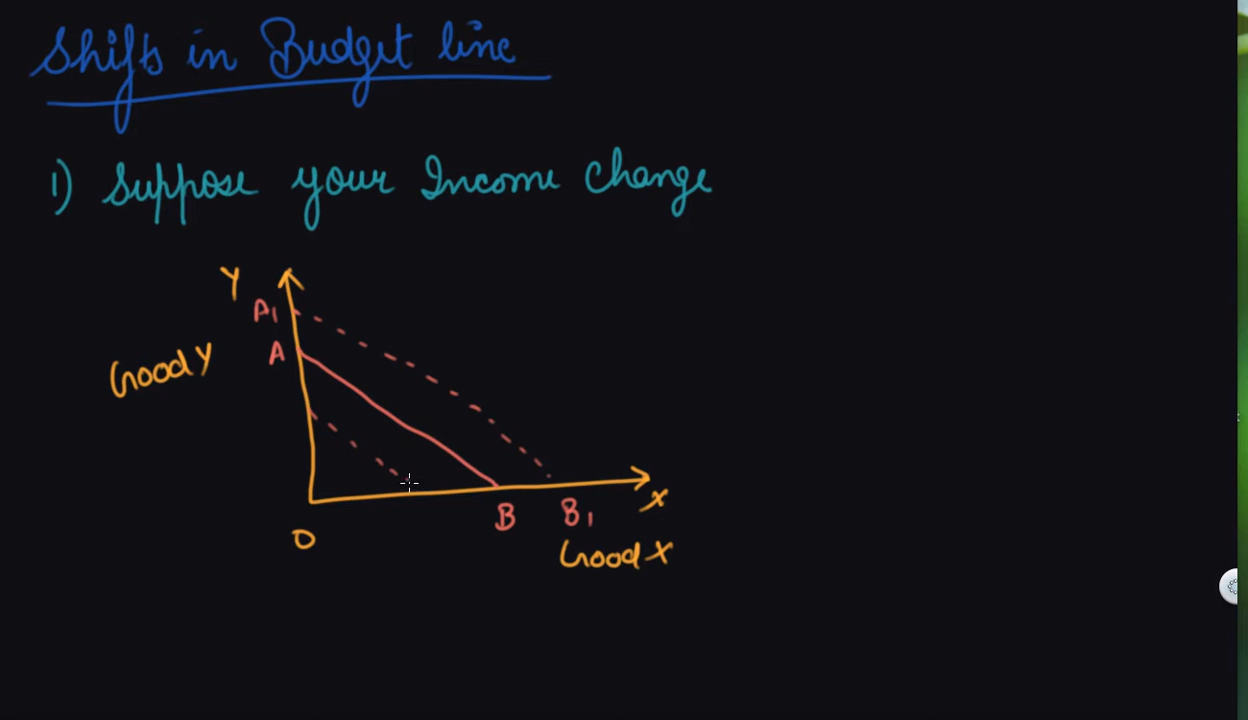 Shifts in Budget line
1) Suppose your Income change
Y
A1
A
Good Y
O
B
B1
X
Good X